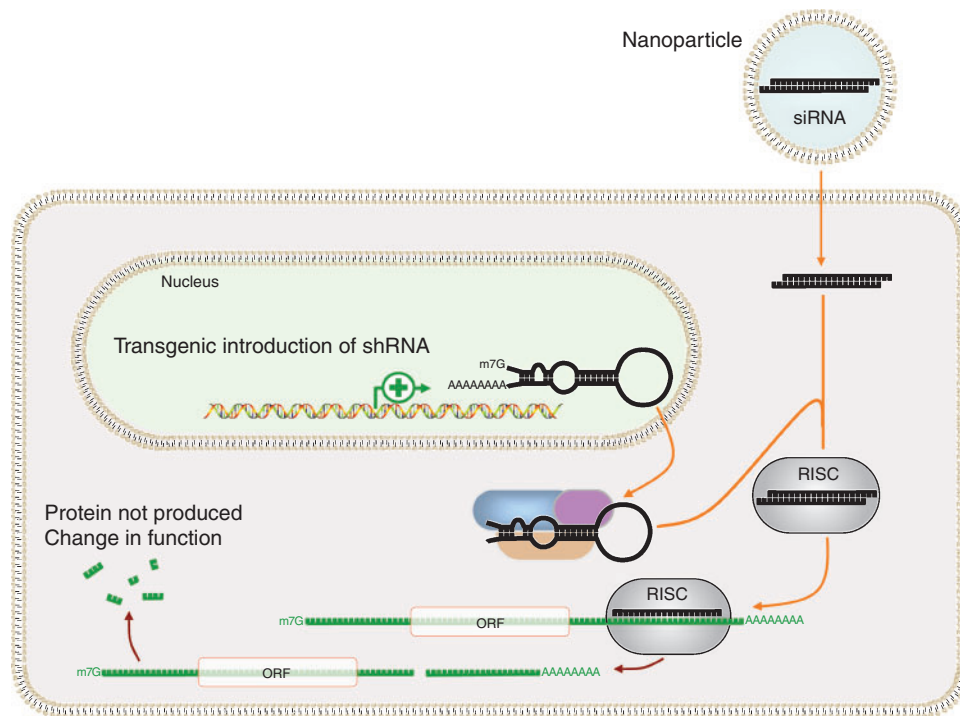 Nanoparticle
siRNA
Nucleus
Transgenic introduction of shRNA
m7G
AAAAAAAA
RISC
Protein not produced
Change in function
RISC
m7G
ORF
AAAAAAAA
m7G
ORF
AAAAAAAA